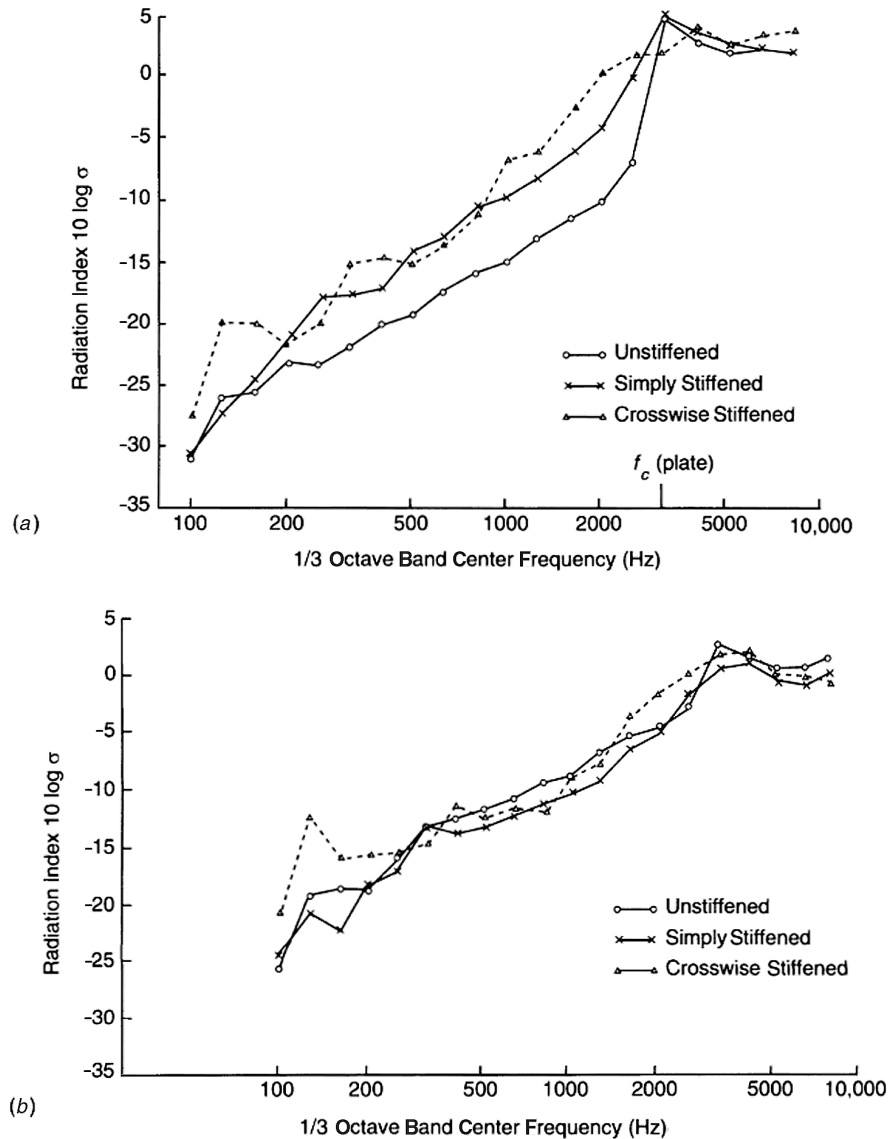 5
0
−5
−10
−15
−20
−25
−30
−35
Radiation Index 10 log σ
Unstiffened
Simply Stiffened
Crosswise Stiffened
f_c (plate)
100 200 500 1000 2000 5000 10,000
(a)
1/3 Octave Band Center Frequency (Hz)
5
0
−5
−10
−15
−20
−25
−30
−35
Radiation Index 10 log σ
Unstiffened
Simply Stiffened
Crosswise Stiffened
100 200 500 1000 2000 5000 10,000
(b)
1/3 Octave Band Center Frequency (Hz)